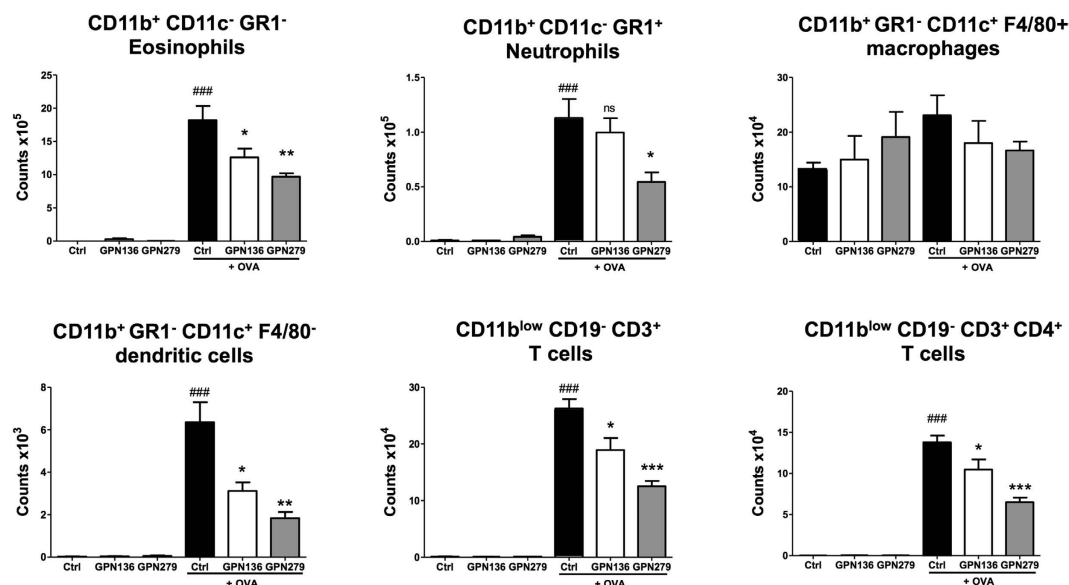 CD11b⁺ CD11c⁻ GR1⁻
Eosinophils
25
20
15
10
5
0
Counts x10⁵
###
*
**
Ctrl GPN136 GPN279 Ctrl GPN136 GPN279
+ OVA
CD11b⁺ CD11c⁻ GR1⁺
Neutrophils
1.5
1.0
0.5
0.0
Counts x10⁵
###
ns
*
Ctrl GPN136 GPN279 Ctrl GPN136 GPN279
+ OVA
CD11b⁺ GR1⁻ CD11c⁺ F4/80+
macrophages
30
20
10
0
Counts x10⁴
Ctrl GPN136 GPN279 Ctrl GPN136 GPN279
+ OVA
CD11b⁺ GR1⁻ CD11c⁺ F4/80⁻
dendritic cells
8
6
4
2
0
Counts x10³
###
*
**
Ctrl GPN136 GPN279 Ctrl GPN136 GPN279
+ OVA
CD11b^low CD19⁻ CD3⁺
T cells
30
20
10
0
Counts x10⁴
###
*
***
Ctrl GPN136 GPN279 Ctrl GPN136 GPN279
+ OVA
CD11b^low CD19⁻ CD3⁺ CD4⁺
T cells
20
15
10
5
0
Counts x10⁴
###
*
***
Ctrl GPN136 GPN279 Ctrl GPN136 GPN279
+ OVA